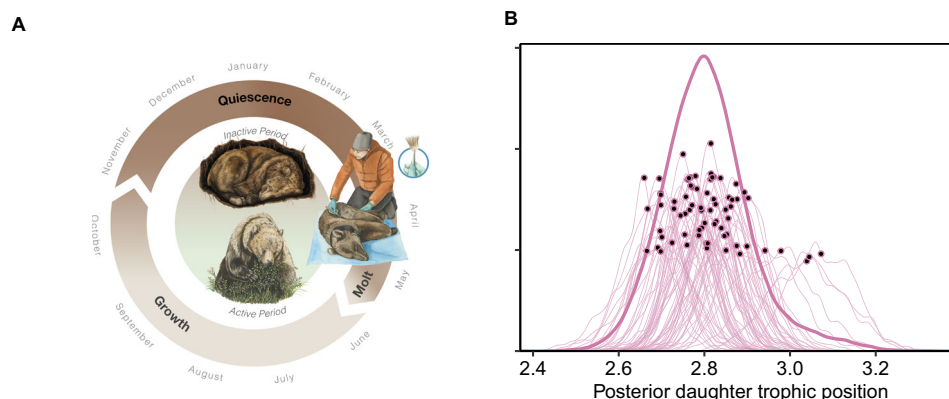 A
January
February
March
April
May
June
July
August
September
October
November
December
Quiescence
Inactive Period
Active Period
Growth
Molt
B
2.4
2.6
2.8
3.0
3.2
Posterior daughter trophic position